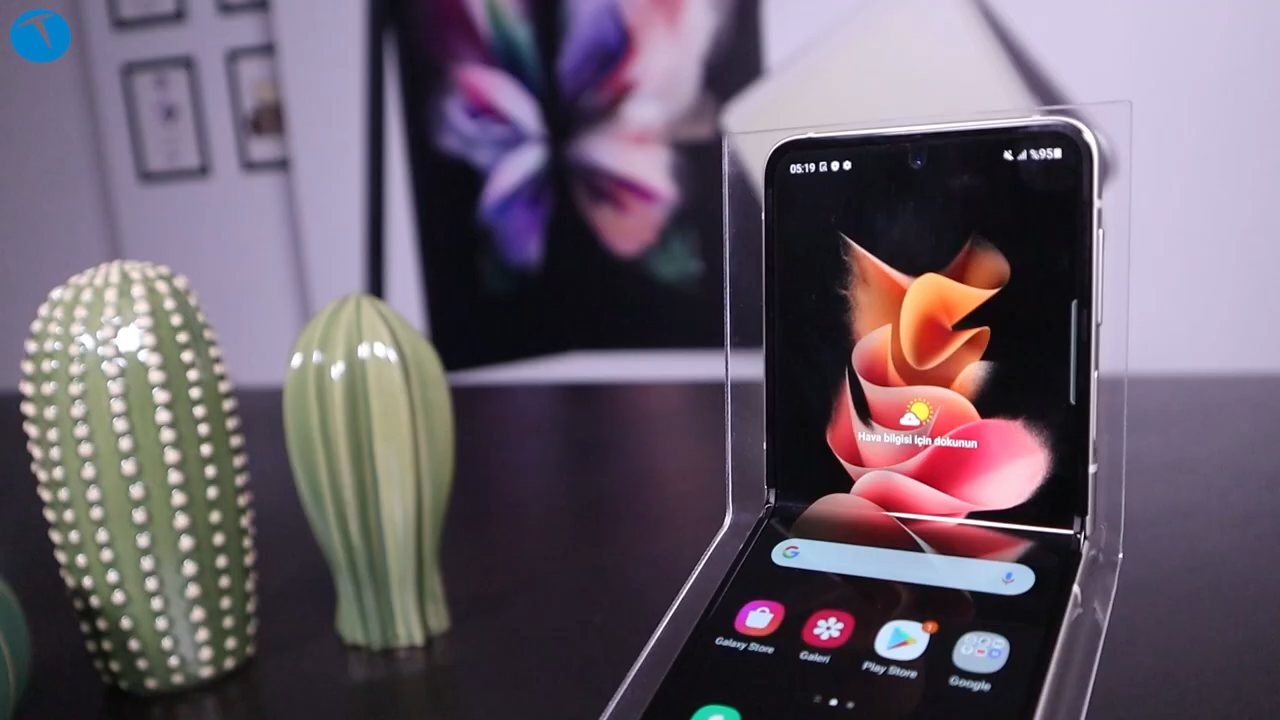 05:19
%95
Hava bilgisi için dokunun
Galaxy Store
Galeri
Play Store
Google